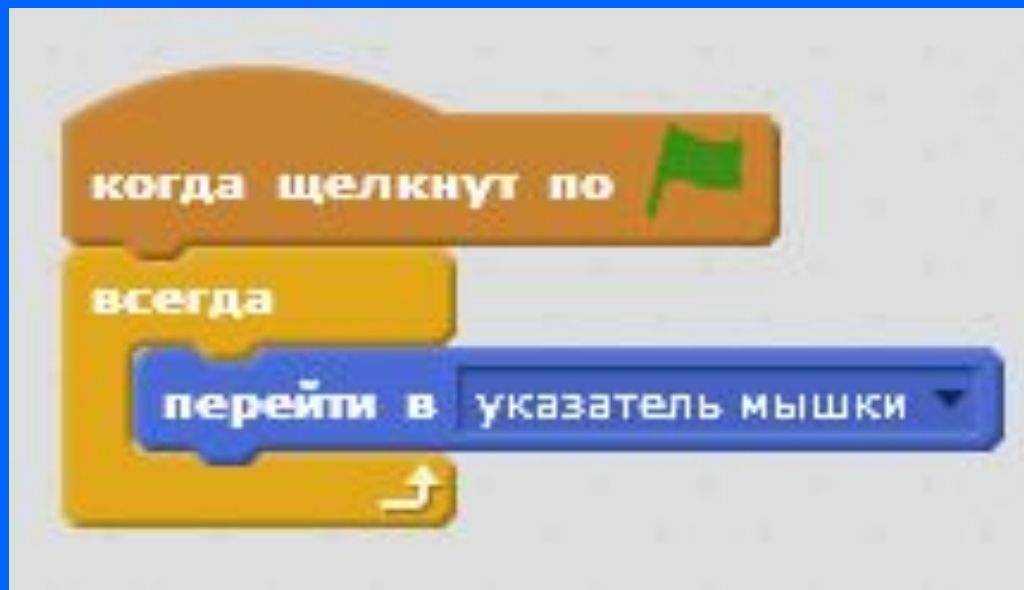 когда щелкнут по
всегда
перейти в указатель мышки